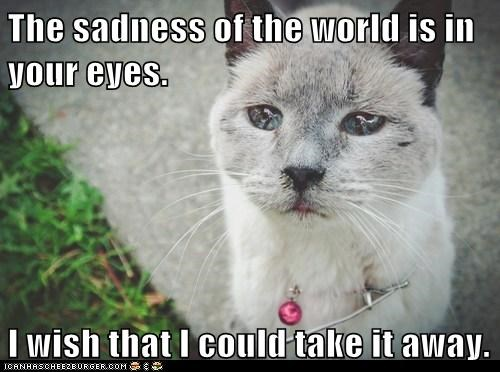 The sadness of the world is in
your eyes.
I wish that I could take it away.
ICANHASCHEEZBURGER.COM